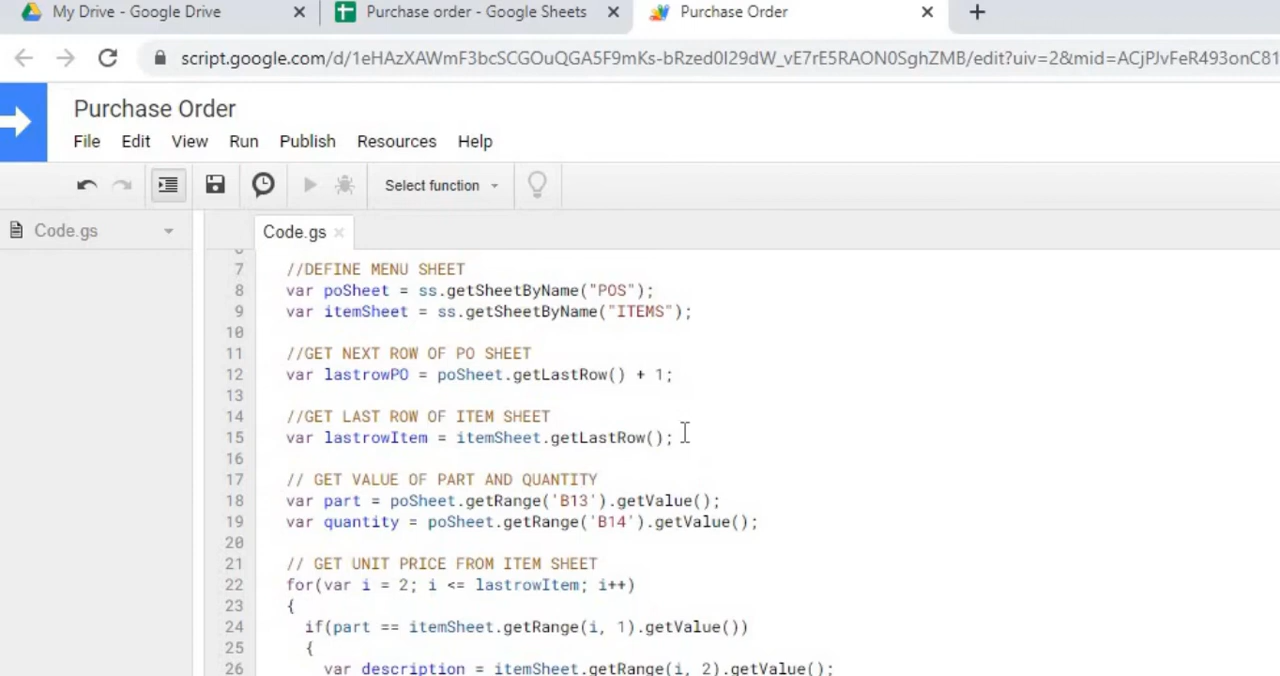 My Drive - Google Drive
Purchase order - Google Sheets
Purchase Order
script.google.com/d/1eHAzXAWmF3bcSCGOuQGA5F9mKs-bRzed0I29dW_vE7rE5RAON0SghZMB/edit?uiv=2&mid=ACjPJvFeR493onC81
Purchase Order
File Edit View Run Publish Resources Help
Select function
Code.gs
Code.gs
7 //DEFINE MENU SHEET
8 var poSheet = ss.getSheetByName("POS");
9 var itemSheet = ss.getSheetByName("ITEMS");
10
11 //GET NEXT ROW OF PO SHEET
12 var lastrowPO = poSheet.getLastRow() + 1;
13
14 //GET LAST ROW OF ITEM SHEET
15 var lastrowItem = itemSheet.getLastRow();
16
17 // GET VALUE OF PART AND QUANTITY
18 var part = poSheet.getRange('B13').getValue();
19 var quantity = poSheet.getRange('B14').getValue();
20
21 // GET UNIT PRICE FROM ITEM SHEET
22 for(var i = 2; i <= lastrowItem; i++)
23 {
24 if(part == itemSheet.getRange(i, 1).getValue())
25 {
26 var description = itemSheet.getRange(i, 2).getValue();